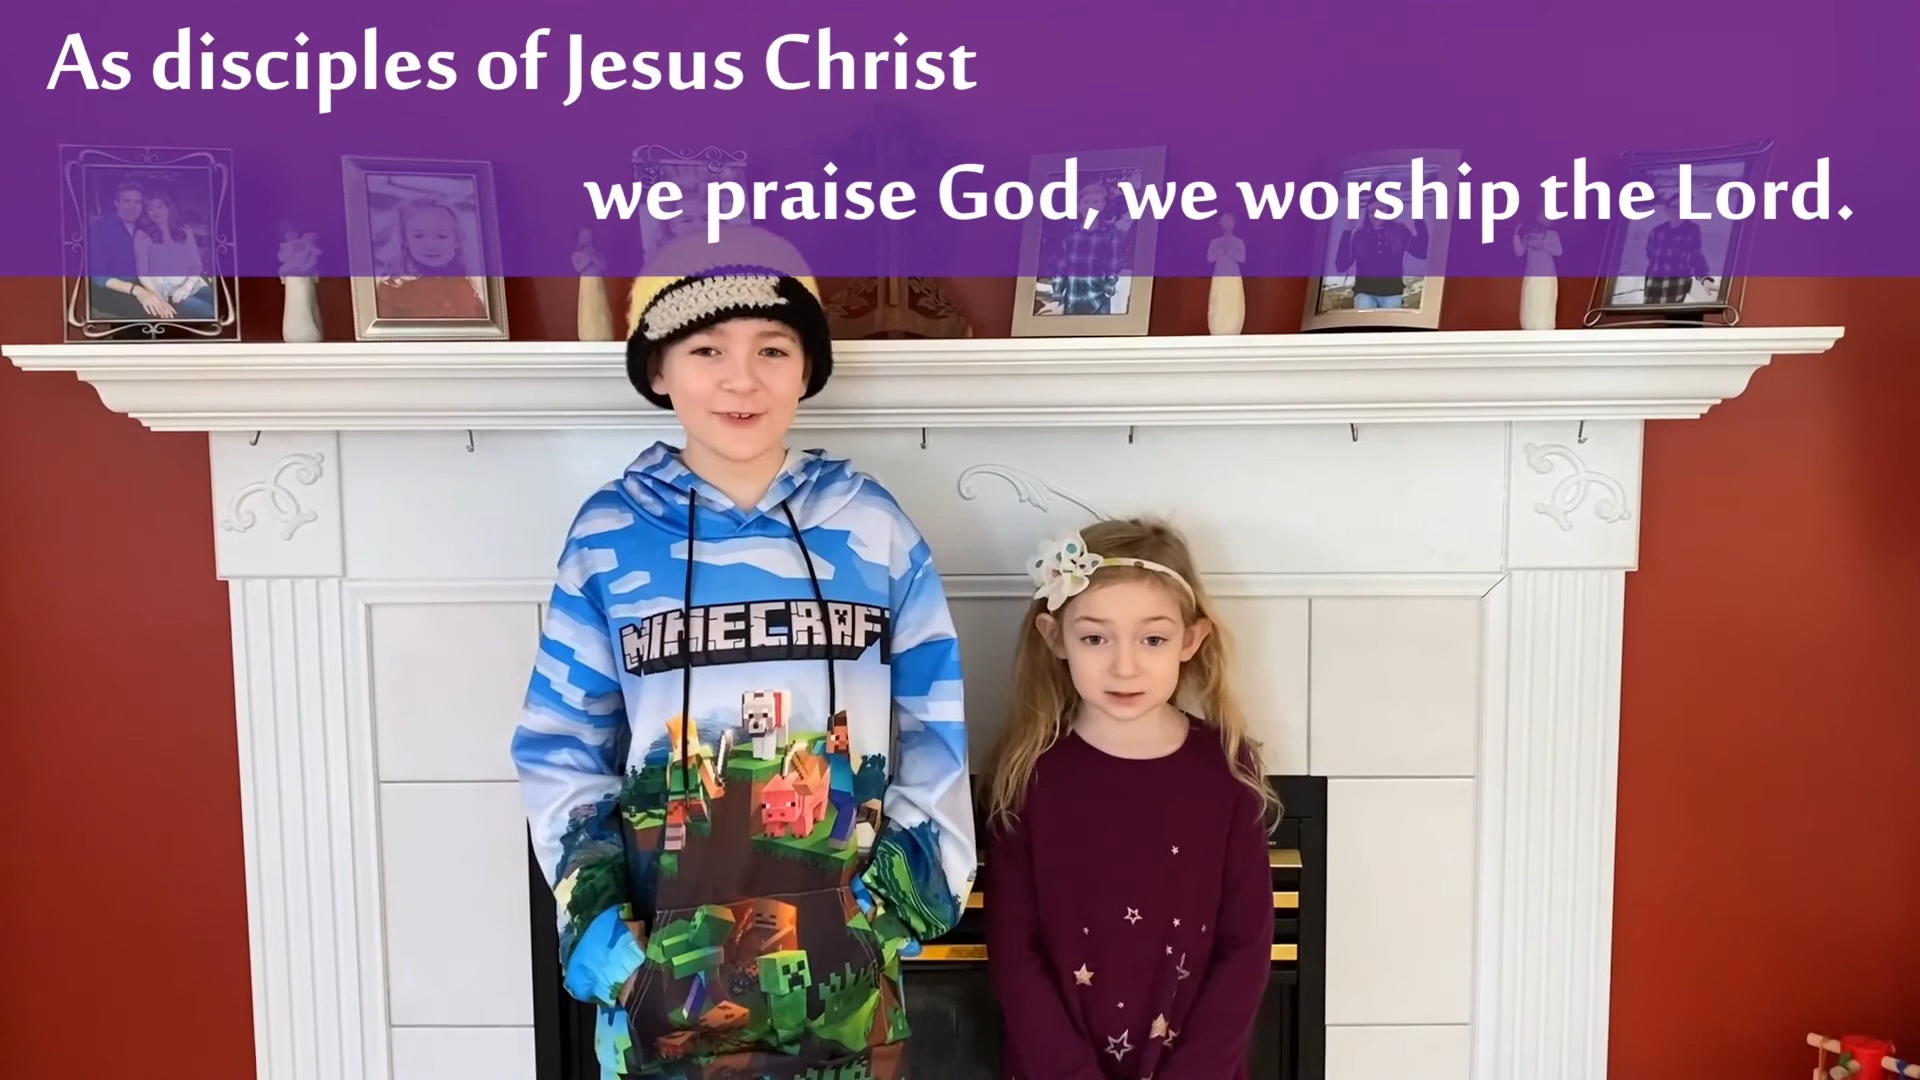 As disciples of Jesus Christ
we praise God, we worship the Lord.
MINECRAFT